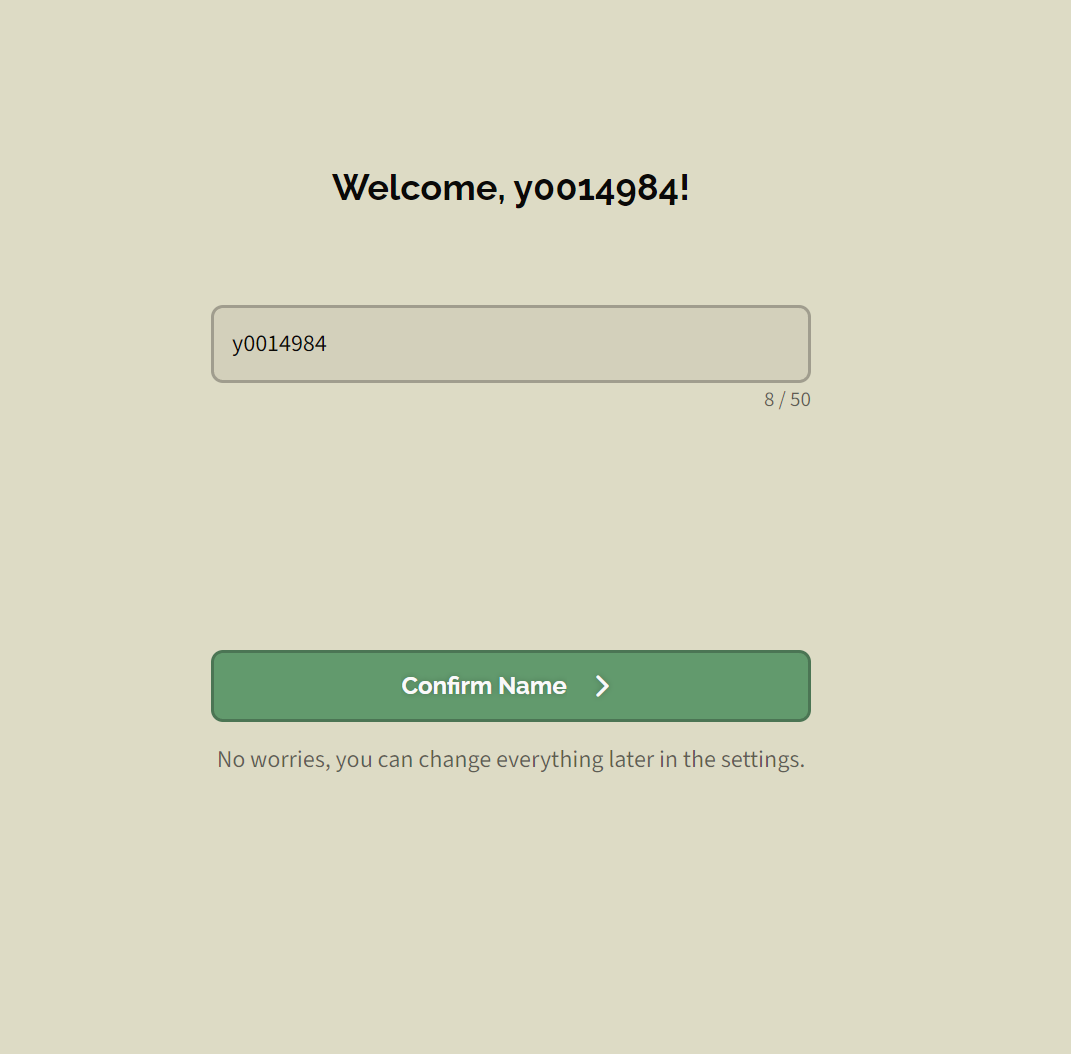 Welcome, y0014984!
y0014984
8 / 50
Confirm Name
No worries, you can change everything later in the settings.